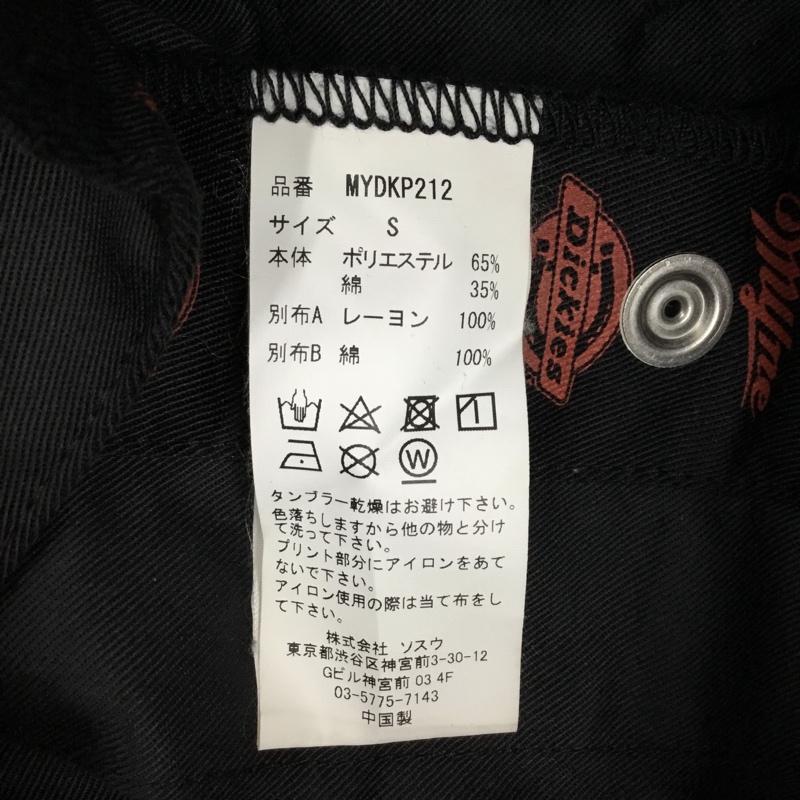 品番 MYDKP212
サイズ S
本体 ポリエステル 65%
綿 35%
別布A レーヨン 100%
別布B 綿 100%
W
タンブラー乾燥はお避け下さい。
色落ちしますから他の物と分け
て洗って下さい。
プリント部分にアイロンをあて
ないで下さい。
アイロン使用の際は当て布をし
て下さい。
株式会社 ソスウ
東京都渋谷区神宮前3-30-12
Gビル神宮前 03 4F
03-5775-7143
中国製
Dickies